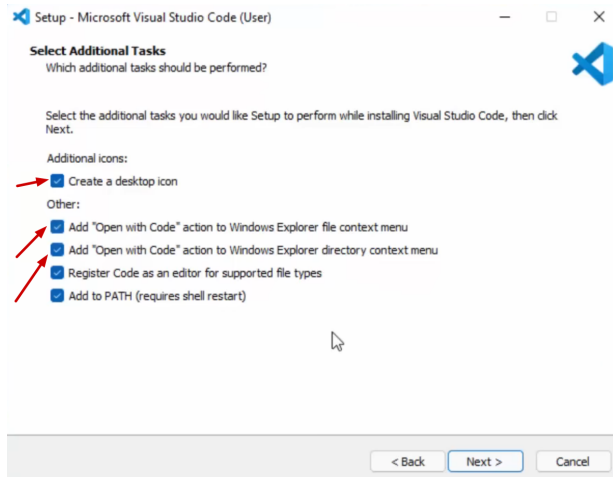 Setup - Microsoft Visual Studio Code (User)
Select Additional Tasks
Which additional tasks should be performed?
Select the additional tasks you would like Setup to perform while installing Visual Studio Code, then click
Next.
Additional icons:
Create a desktop icon
Other:
Add "Open with Code" action to Windows Explorer file context menu
Add "Open with Code" action to Windows Explorer directory context menu
Register Code as an editor for supported file types
Add to PATH (requires shell restart)
< Back Next > Cancel